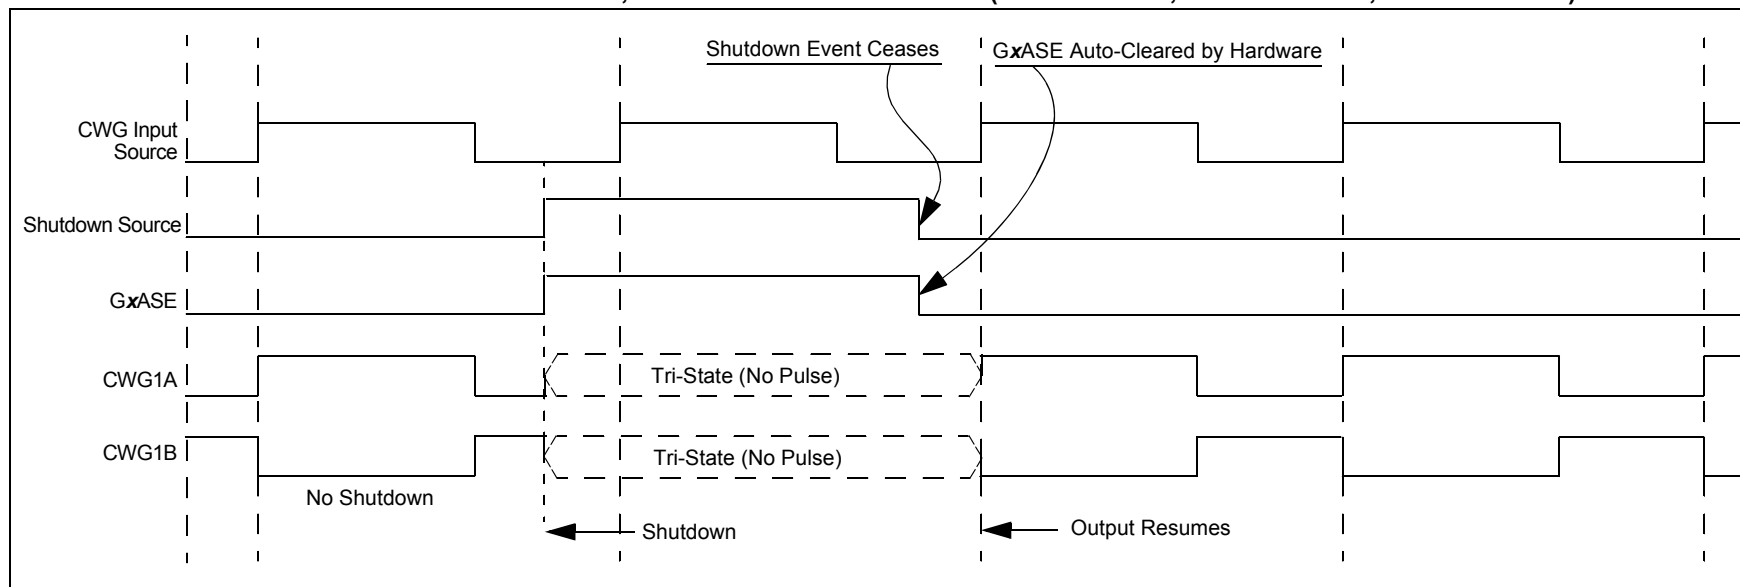 Shutdown Event Ceases
GxASE Auto-Cleared by Hardware
CWG Input
Source
Shutdown Source
GxASE
CWG1A
Tri-State (No Pulse)
CWG1B
Tri-State (No Pulse)
No Shutdown
Shutdown
Output Resumes